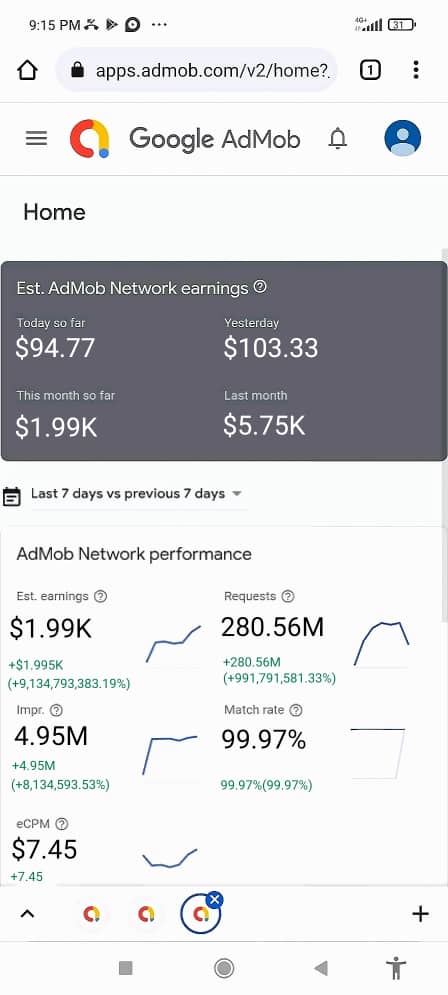 9:15 PM ...
4G+
31
apps.admob.com/v2/home?.
1
Google AdMob
Home
Est. AdMob Network earnings
Today so far
Yesterday
$94.77
$103.33
This month so far
Last month
$1.99K
$5.75K
Last 7 days vs previous 7 days
AdMob Network performance
Est. earnings
Requests
$1.99K
280.56M
+$1.995K
+280.56M
(+9,134,793,383.19%)
(+991,791,581.33%)
Impr.
Match rate
4.95M
99.97%
+4.95M
(+8,134,593.53%)
99.97%(99.97%)
eCPM
$7.45
+7.45